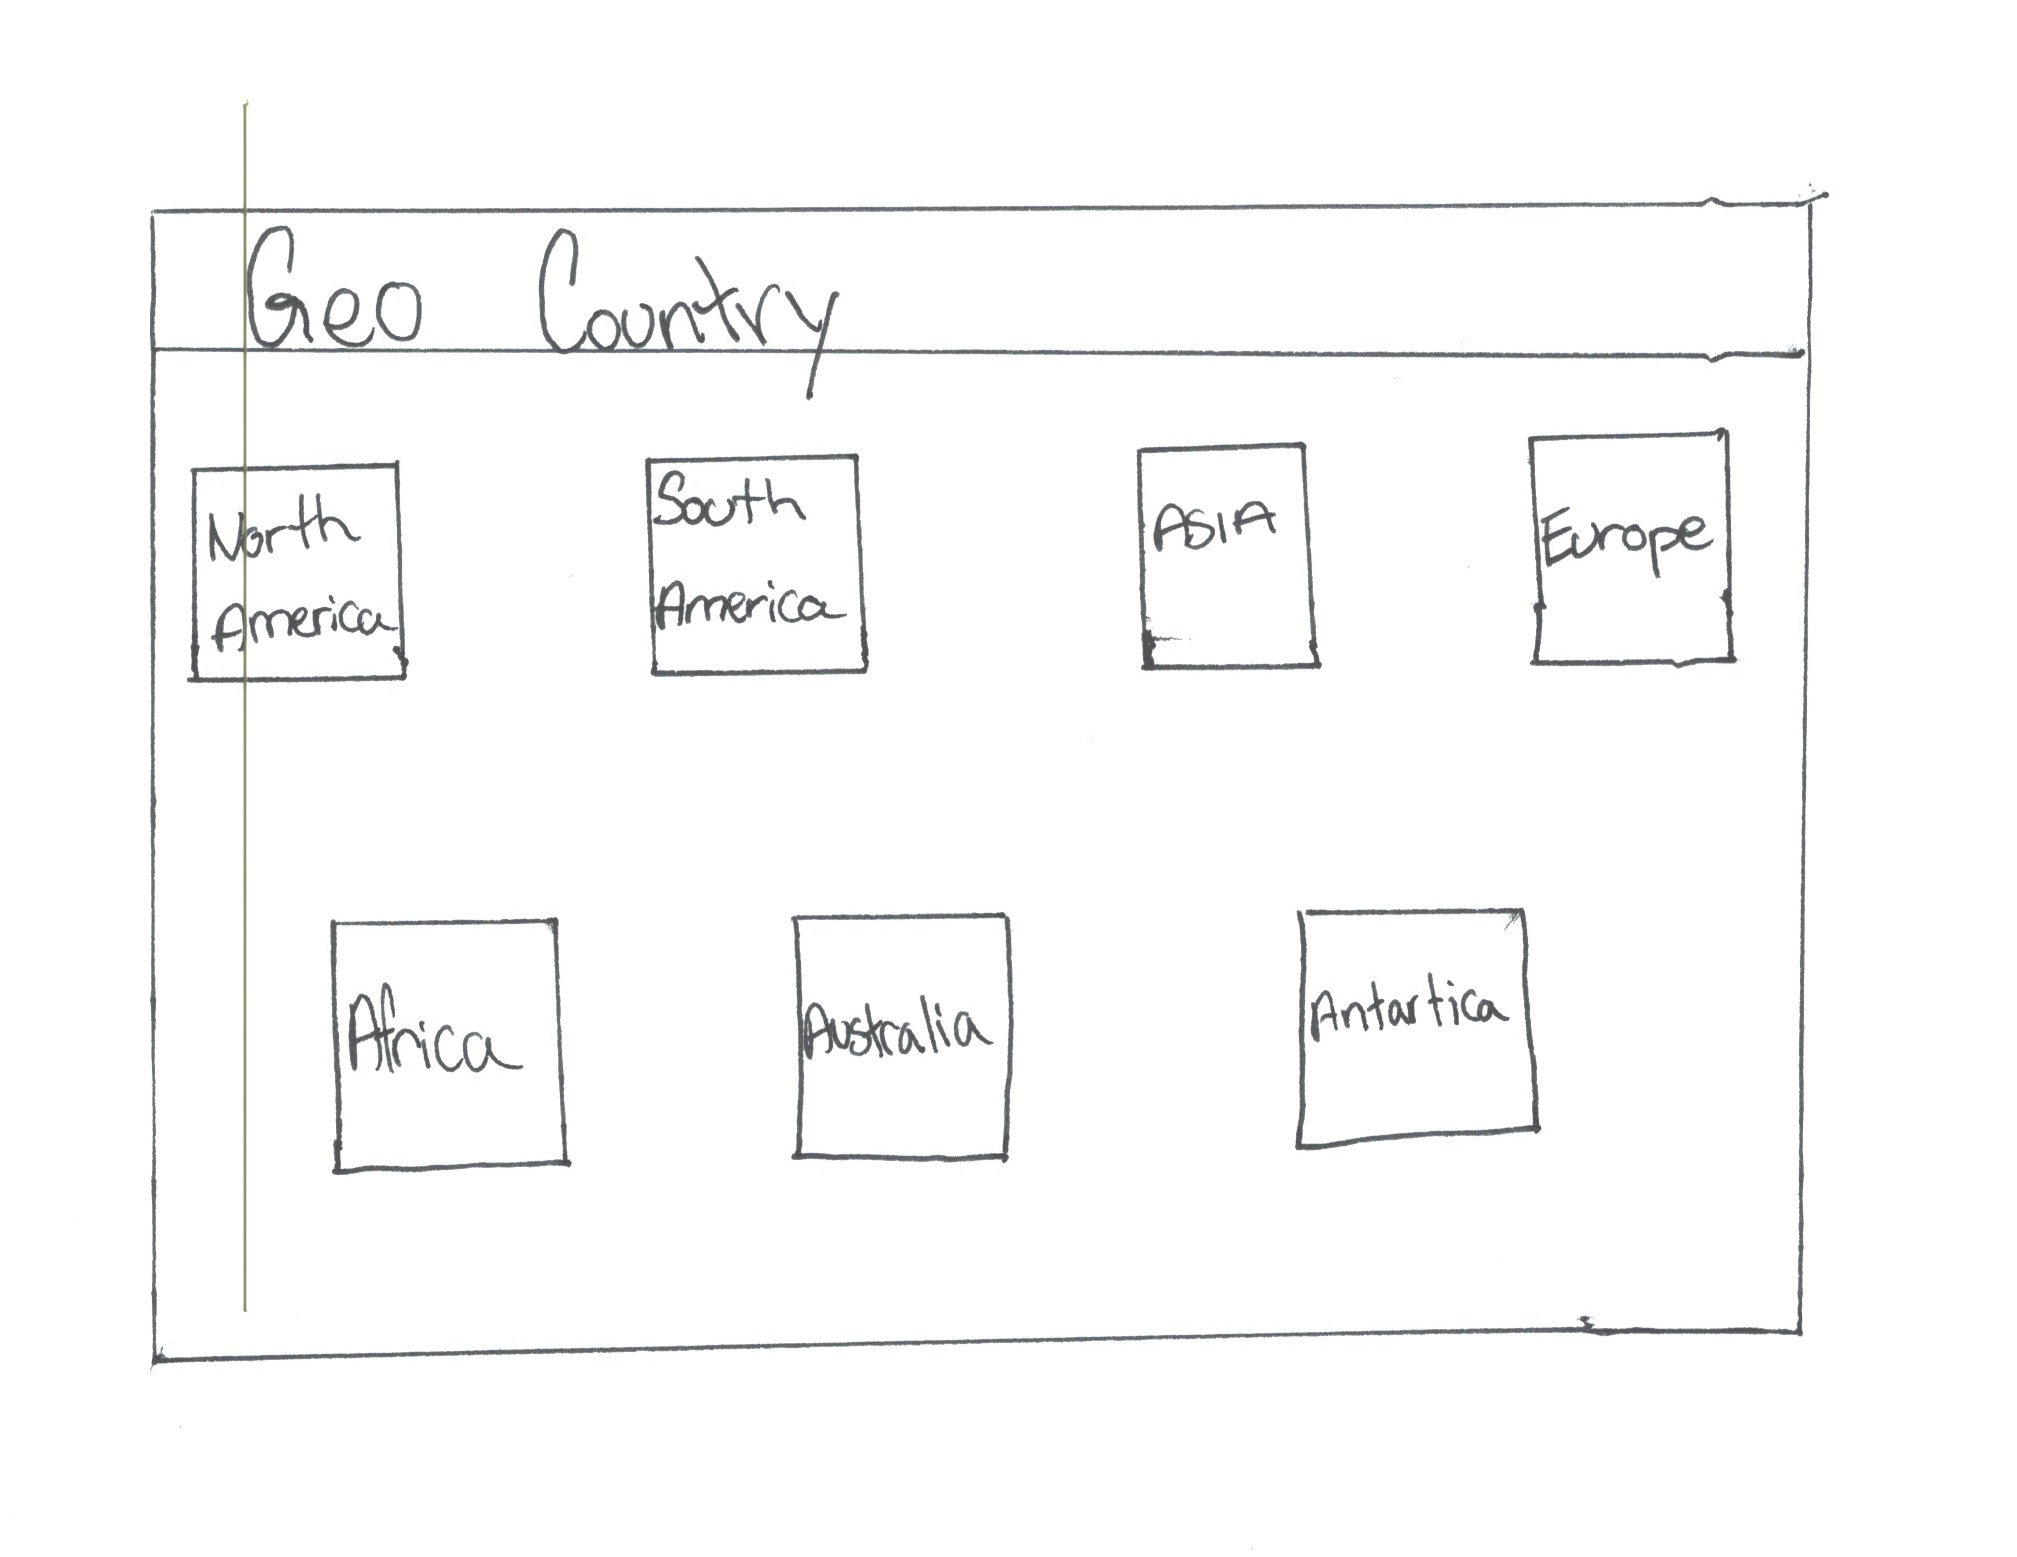 Geo Country
North
America
South
America
ASIA
Europe
Africa
Australia
Antartica